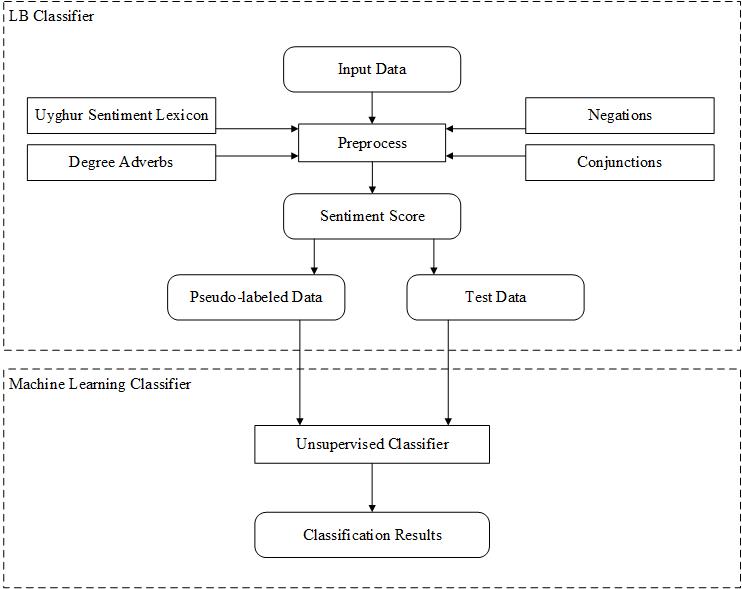 LB Classifier
Input Data
Uyghur Sentiment Lexicon
Negations
Preprocess
Degree Adverbs
Conjunctions
Sentiment Score
Pseudo-labeled Data
Test Data
Machine Learning Classifier
Unsupervised Classifier
Classification Results